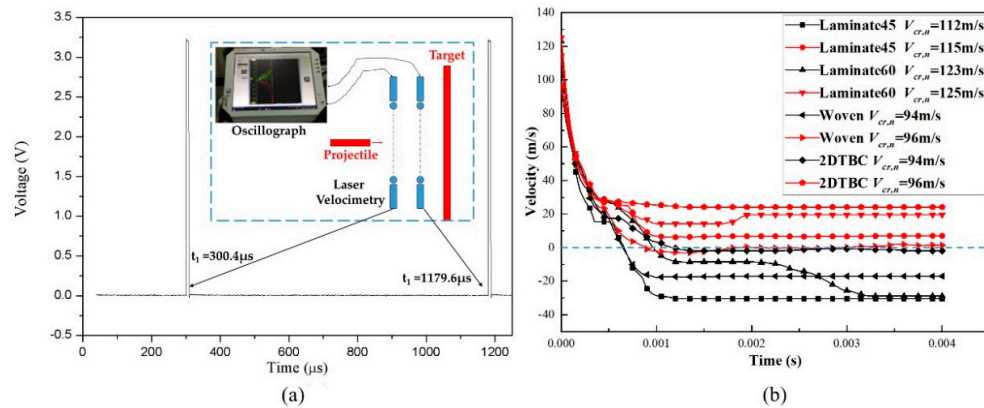 (a)
3.5
3.0
2.5
2.0
1.5
1.0
0.5
0.0
-0.5
Voltage (V)
0
200
400
600
800
1000
1200
Time (μs)
Oscillograph
Target
Projectile
Laser
Velocimetry
t₁ =300.4μs
t₁ =1179.6μs
(a)
140
120
100
80
60
40
20
0
-20
-40
Velocity (m/s)
0.000
0.001
0.002
0.003
0.004
Time (s)
Laminate45 Vcr,n=112m/s
Laminate45 Vcr,n=115m/s
Laminate60 Vcr,n=123m/s
Laminate60 Vcr,n=125m/s
Woven Vcr,n=94m/s
Woven Vcr,n=96m/s
2DTBC Vcr,n=94m/s
2DTBC Vcr,n=96m/s
(b)